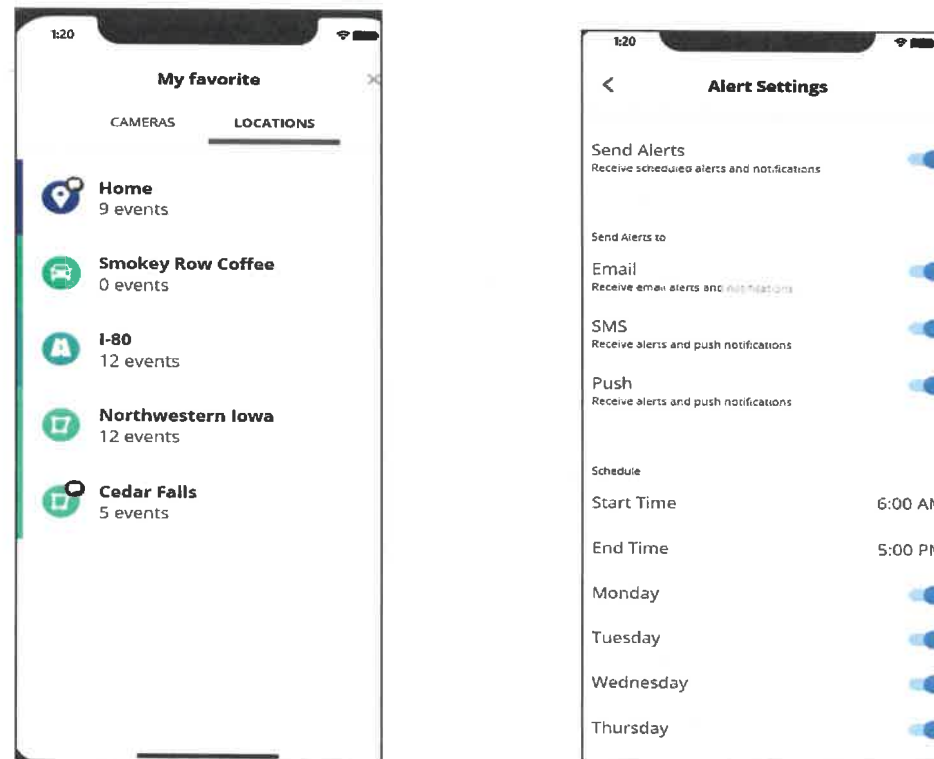 1:20
My favorite
CAMERAS
LOCATIONS
Home
9 events
Smokey Row Coffee
0 events
I-80
12 events
Northwestern Iowa
12 events
Cedar Falls
5 events
1:20
Alert Settings
Send Alerts
Receive scheduled alerts and notifications
Send Alerts to
Email
Receive email alerts and notifications
SMS
Receive alerts and push notifications
Push
Receive alerts and push notifications
Schedule
Start Time
6:00 AM
End Time
5:00 PM
Monday
Tuesday
Wednesday
Thursday